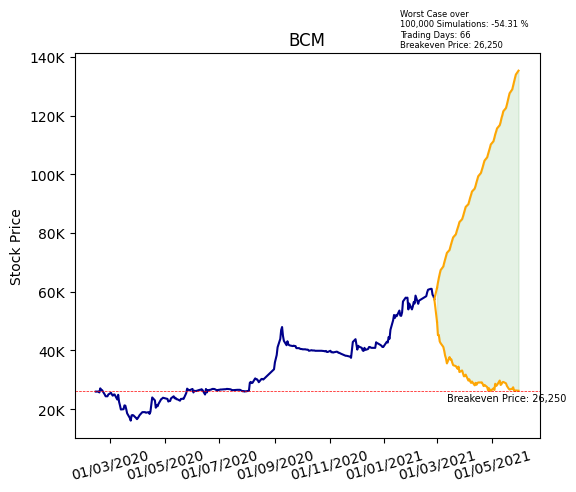 Worst Case over
100,000 Simulations: -54.31 %
Trading Days: 66
Breakeven Price: 26,250
BCM
140K
120K
100K
80K
60K
40K
20K
Stock Price
Breakeven Price: 26,250
01/03/2020
01/05/2020
01/07/2020
01/09/2020
01/11/2020
01/01/2021
01/03/2021
01/05/2021